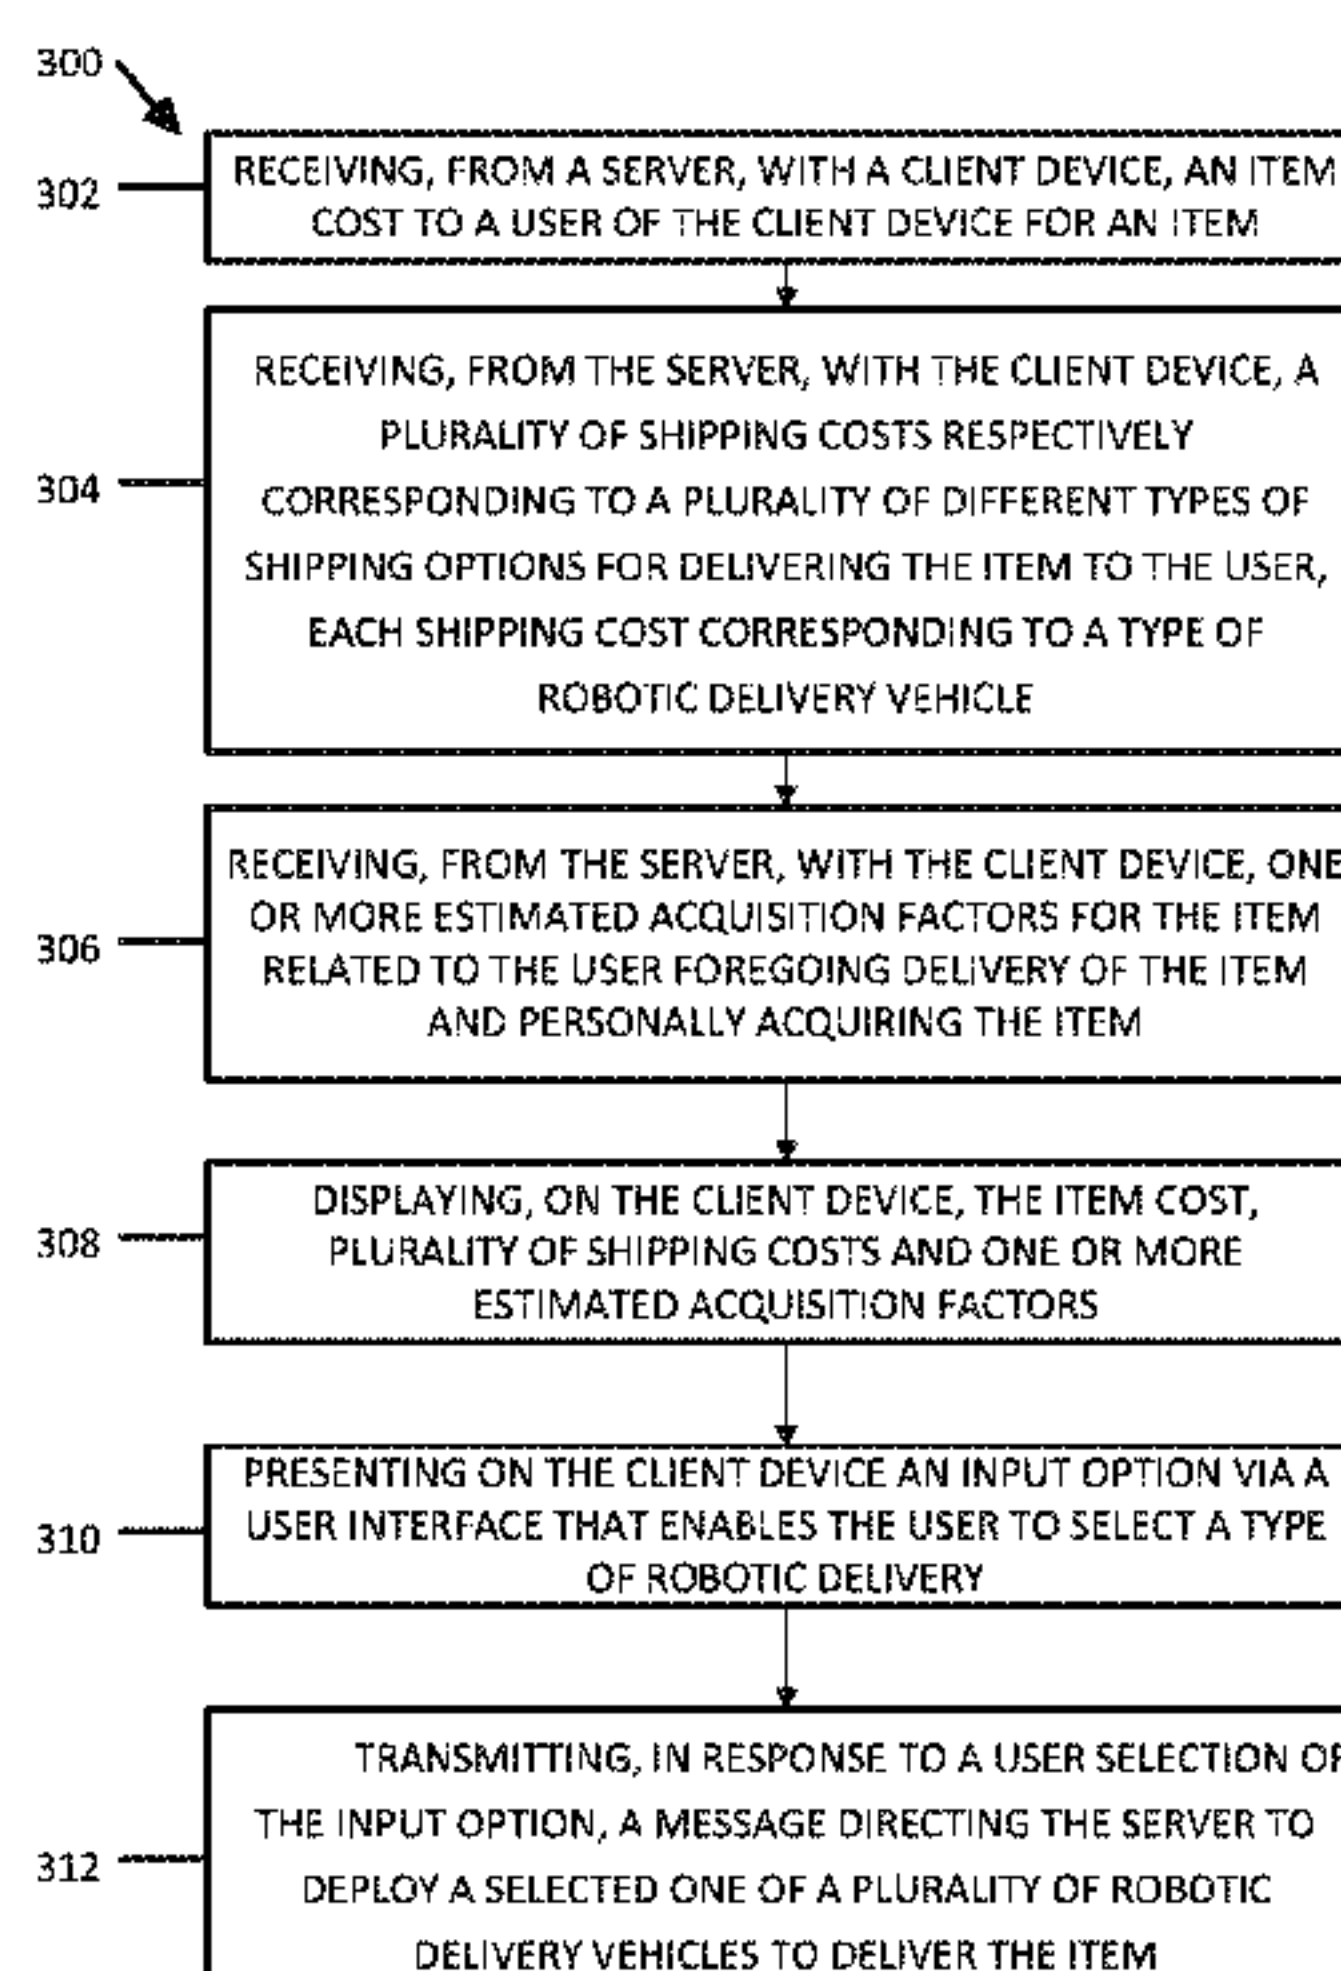 300
302
RECEIVING, FROM A SERVER, WITH A CLIENT DEVICE, AN ITEM
COST TO A USER OF THE CLIENT DEVICE FOR AN ITEM
304
RECEIVING, FROM THE SERVER, WITH THE CLIENT DEVICE, A
PLURALITY OF SHIPPING COSTS RESPECTIVELY
CORRESPONDING TO A PLURALITY OF DIFFERENT TYPES OF
SHIPPING OPTIONS FOR DELIVERING THE ITEM TO THE USER,
EACH SHIPPING COST CORRESPONDING TO A TYPE OF
ROBOTIC DELIVERY VEHICLE
306
RECEIVING, FROM THE SERVER, WITH THE CLIENT DEVICE, ONE
OR MORE ESTIMATED ACQUISITION FACTORS FOR THE ITEM
RELATED TO THE USER FOREGOING DELIVERY OF THE ITEM
AND PERSONALLY ACQUIRING THE ITEM
308
DISPLAYING, ON THE CLIENT DEVICE, THE ITEM COST,
PLURALITY OF SHIPPING COSTS AND ONE OR MORE
ESTIMATED ACQUISITION FACTORS
310
PRESENTING ON THE CLIENT DEVICE AN INPUT OPTION VIA A
USER INTERFACE THAT ENABLES THE USER TO SELECT A TYPE
OF ROBOTIC DELIVERY
312
TRANSMITTING, IN RESPONSE TO A USER SELECTION OF
THE INPUT OPTION, A MESSAGE DIRECTING THE SERVER TO
DEPLOY A SELECTED ONE OF A PLURALITY OF ROBOTIC
DELIVERY VEHICLES TO DELIVER THE ITEM